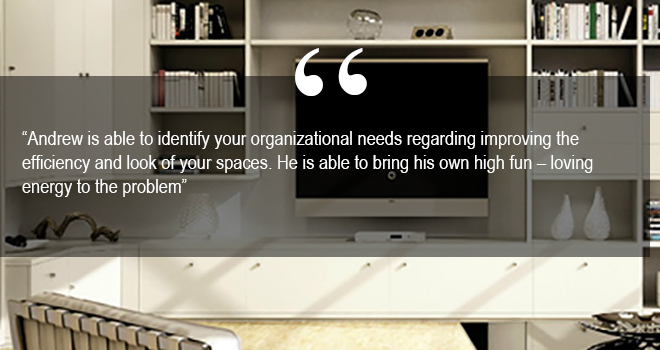 “
“Andrew is able to identify your organizational needs regarding improving the
efficiency and look of your spaces. He is able to bring his own high fun – loving
energy to the problem”